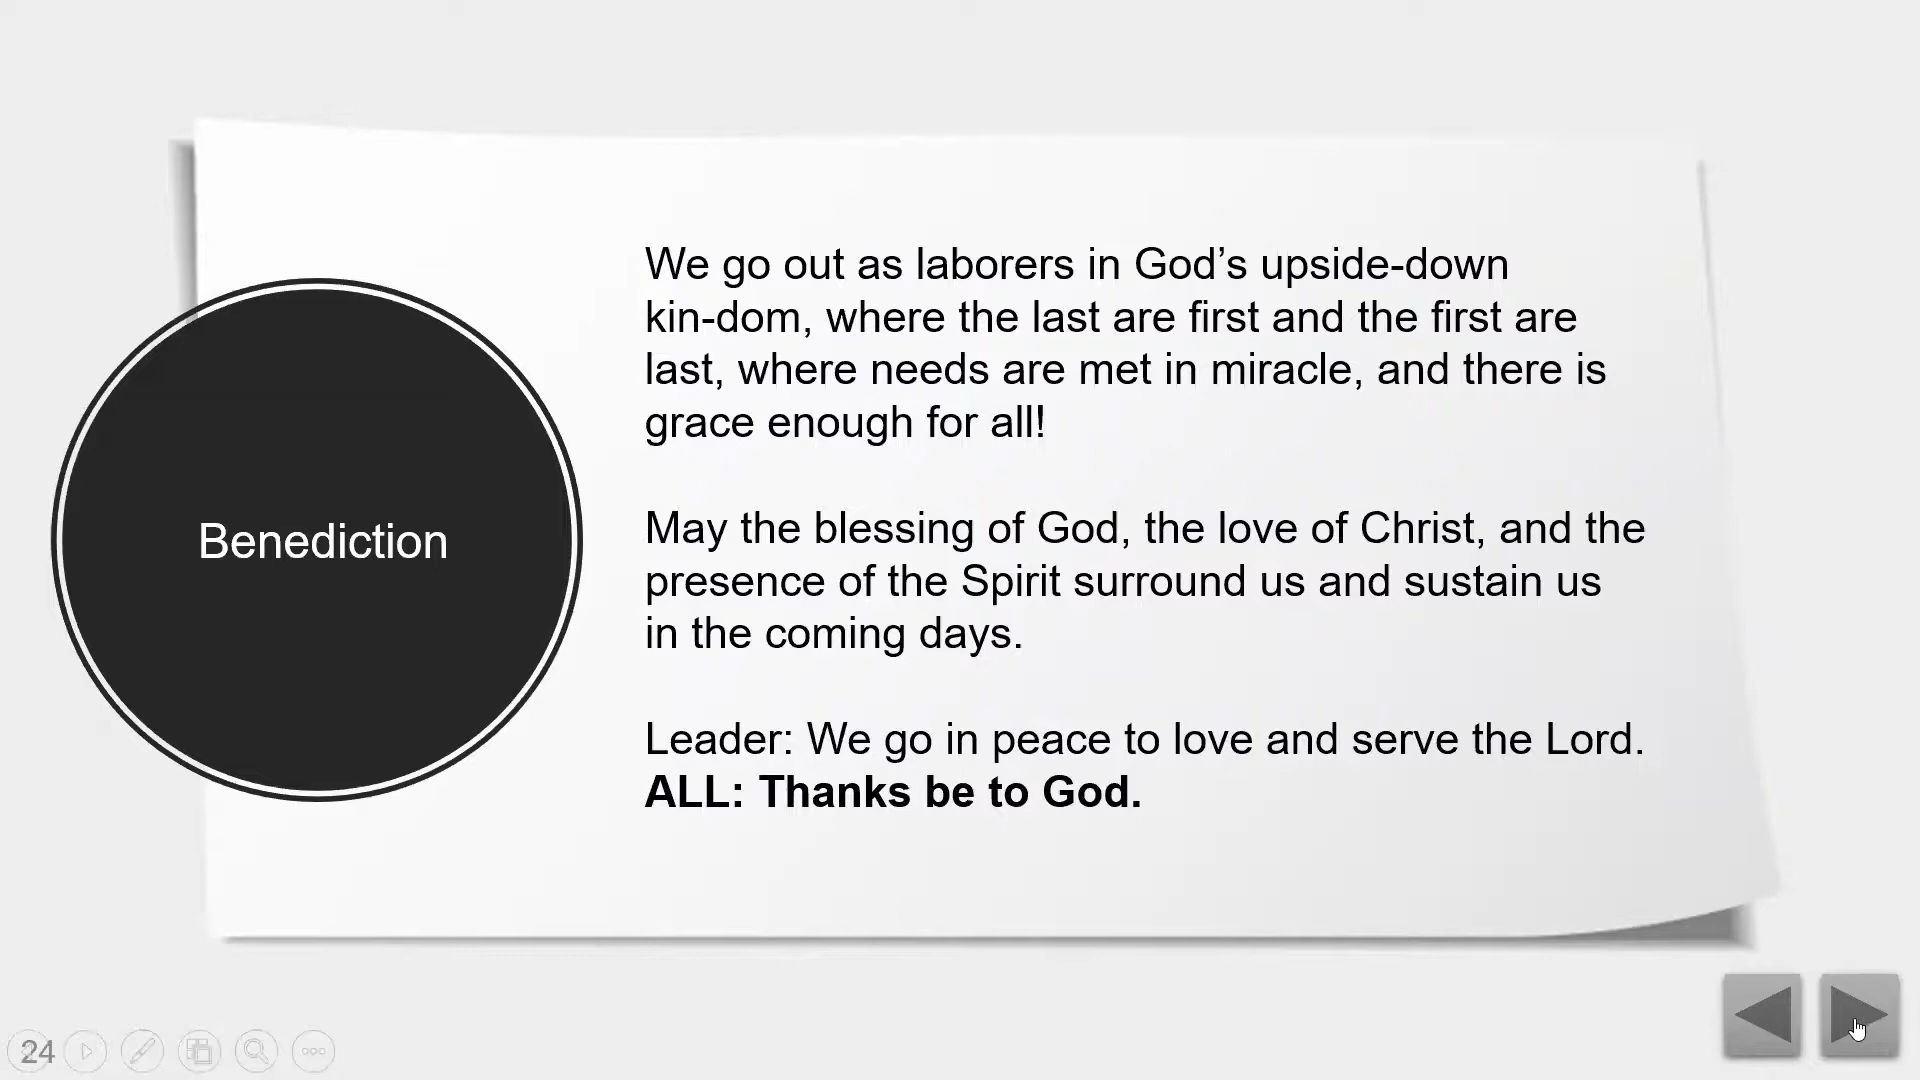 Benediction
We go out as laborers in God’s upside-down
kin-dom, where the last are first and the first are
last, where needs are met in miracle, and there is
grace enough for all!
May the blessing of God, the love of Christ, and the
presence of the Spirit surround us and sustain us
in the coming days.
Leader: We go in peace to love and serve the Lord.
ALL: Thanks be to God.
24